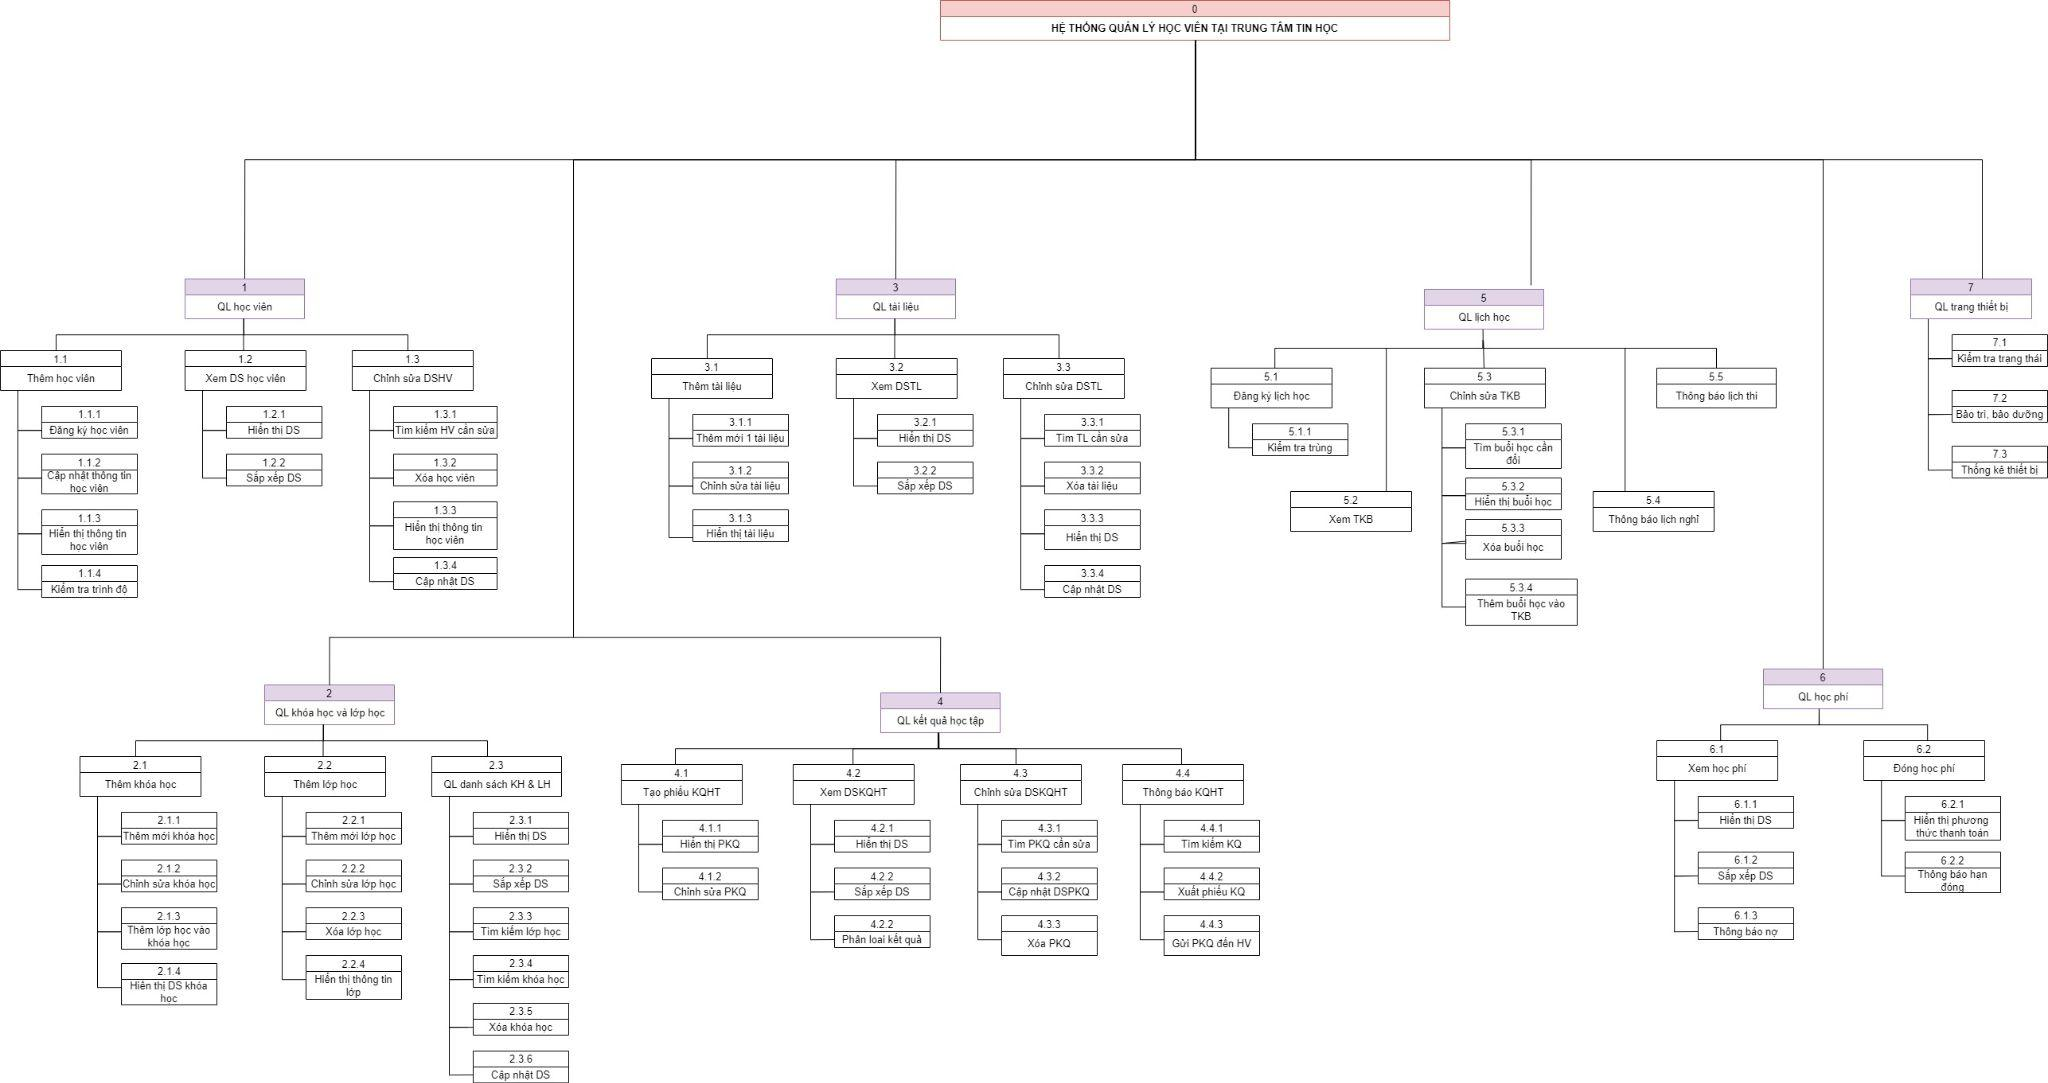 0
HỆ THỐNG QUẢN LÝ HỌC VIÊN TẠI TRUNG TÂM TIN HỌC
1
QL học viên
1.1
Thêm học viên
1.1.1
Đăng ký học viên
1.1.2
Cập nhật thông tin
học viên
1.1.3
Hiển thị thông tin
học viên
1.1.4
Kiểm tra trình độ
1.2
Xem DS học viên
1.2.1
Hiển thị DS
1.2.2
Sắp xếp DS
1.3
Chỉnh sửa DSHV
1.3.1
Tìm kiếm HV cần sửa
1.3.2
Xóa học viên
1.3.3
Hiển thị thông tin
học viên
1.3.4
Cập nhật DS
3
QL tài liệu
3.1
Thêm tài liệu
3.1.1
Thêm mới 1 tài liệu
3.1.2
Chỉnh sửa tài liệu
3.1.3
Hiển thị tài liệu
3.2
Xem DSTL
3.2.1
Hiển thị DS
3.2.2
Sắp xếp DS
3.3
Chỉnh sửa DSTL
3.3.1
Tìm TL cần sửa
3.3.2
Xóa tài liệu
3.3.3
Hiển thị DS
3.3.4
Cập nhật DS
5
QL lịch học
5.1
Đăng ký lịch học
5.1.1
Kiểm tra trùng
5.2
Xem TKB
5.3
Chỉnh sửa TKB
5.3.1
Tìm buổi học cần
đổi
5.3.2
Hiển thị buổi học
5.3.3
Xóa buổi học
5.3.4
Thêm buổi học vào
TKB
5.4
Thông báo lịch nghỉ
5.5
Thông báo lịch thi
7
QL trang thiết bị
7.1
Kiểm tra trạng thái
7.2
Bảo trì, bảo dưỡng
7.3
Thống kê thiết bị
2
QL khóa học và lớp học
2.1
Thêm khóa học
2.1.1
Thêm mới khóa học
2.1.2
Chỉnh sửa khóa học
2.1.3
Thêm lớp học vào
khóa học
2.1.4
Hiển thị DS khóa
học
2.2
Thêm lớp học
2.2.1
Thêm mới lớp học
2.2.2
Chỉnh sửa lớp học
2.2.3
Xóa lớp học
2.2.4
Hiển thị thông tin
lớp
2.3
QL danh sách KH & LH
2.3.1
Hiển thị DS
2.3.2
Sắp xếp DS
2.3.3
Tìm kiếm lớp học
2.3.4
Tìm kiếm khóa học
2.3.5
Xóa khóa học
2.3.6
Cập nhật DS
4
QL kết quả học tập
4.1
Tạo phiếu KQHT
4.1.1
Hiển thị PKQ
4.1.2
Chỉnh sửa PKQ
4.2
Xem DSKQHT
4.2.1
Hiển thị DS
4.2.2
Sắp xếp DS
4.2.2
Phân loại kết quả
4.3
Chỉnh sửa DSKQHT
4.3.1
Tìm PKQ cần sửa
4.3.2
Cập nhật DSPKQ
4.3.3
Xóa PKQ
4.4
Thông báo KQHT
4.4.1
Tìm kiếm KQ
4.4.2
Xuất phiếu KQ
4.4.3
Gửi PKQ đến HV
6
QL học phí
6.1
Xem học phí
6.1.1
Hiển thị DS
6.1.2
Sắp xếp DS
6.1.3
Thông báo nợ
6.2
Đóng học phí
6.2.1
Hiển thị phương
thức thanh toán
6.2.2
Thông báo hạn
đóng